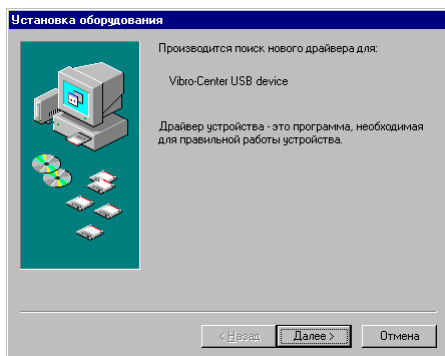 Установка оборудования
Производится поиск нового драйвера для:
Vibro-Center USB device
Драйвер устройства - это программа, необходимая
для правильной работы устройства.
< Назад
Далее >
Отмена